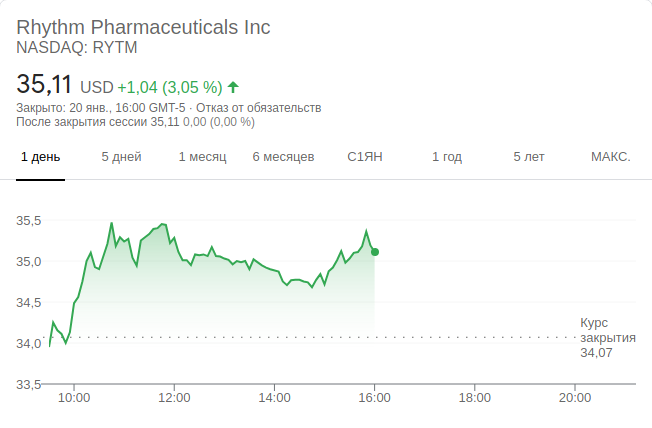 Rhythm Pharmaceuticals Inc
NASDAQ: RYTM
35,11 USD +1,04 (3,05 %)
Закрыто: 20 янв., 16:00 GMT-5 · Отказ от обязательств
После закрытия сессии 35,11 0,00 (0,00 %)
1 день 5 дней 1 месяц 6 месяцев С1ЯН 1 год 5 лет МАКС.
35,5
35,0
34,5
34,0
33,5
Курс
закрытия
34,07
10:00 12:00 14:00 16:00 18:00 20:00